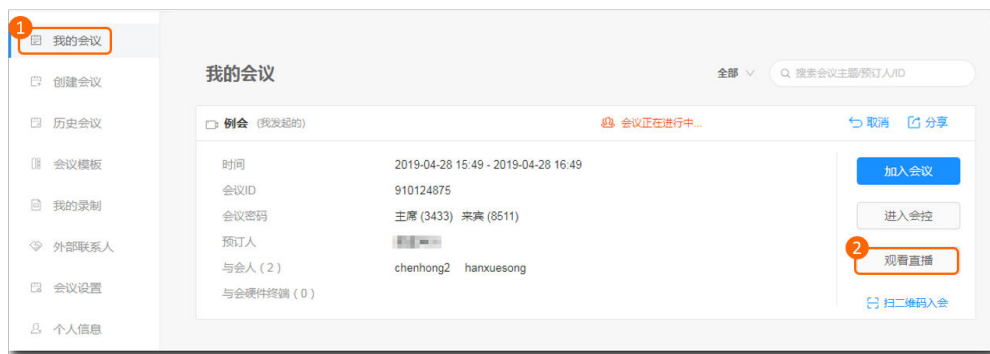 1
我的会议
创建会议
历史会议
会议模板
我的录制
外部联系人
会议设置
个人信息
我的会议 全部 搜索会议主题/预订人/ID
例会 (我发起的) 会议正在进行中... 取消 分享
时间 2019-04-28 15:49 - 2019-04-28 16:49
会议ID 910124875
会议密码 主席 (3433) 来宾 (8511)
预订人
与会人 ( 2 ) chenhong2 hanxuesong
与会硬件终端 ( 0 )
加入会议
进入会控
2
观看直播
扫二维码入会